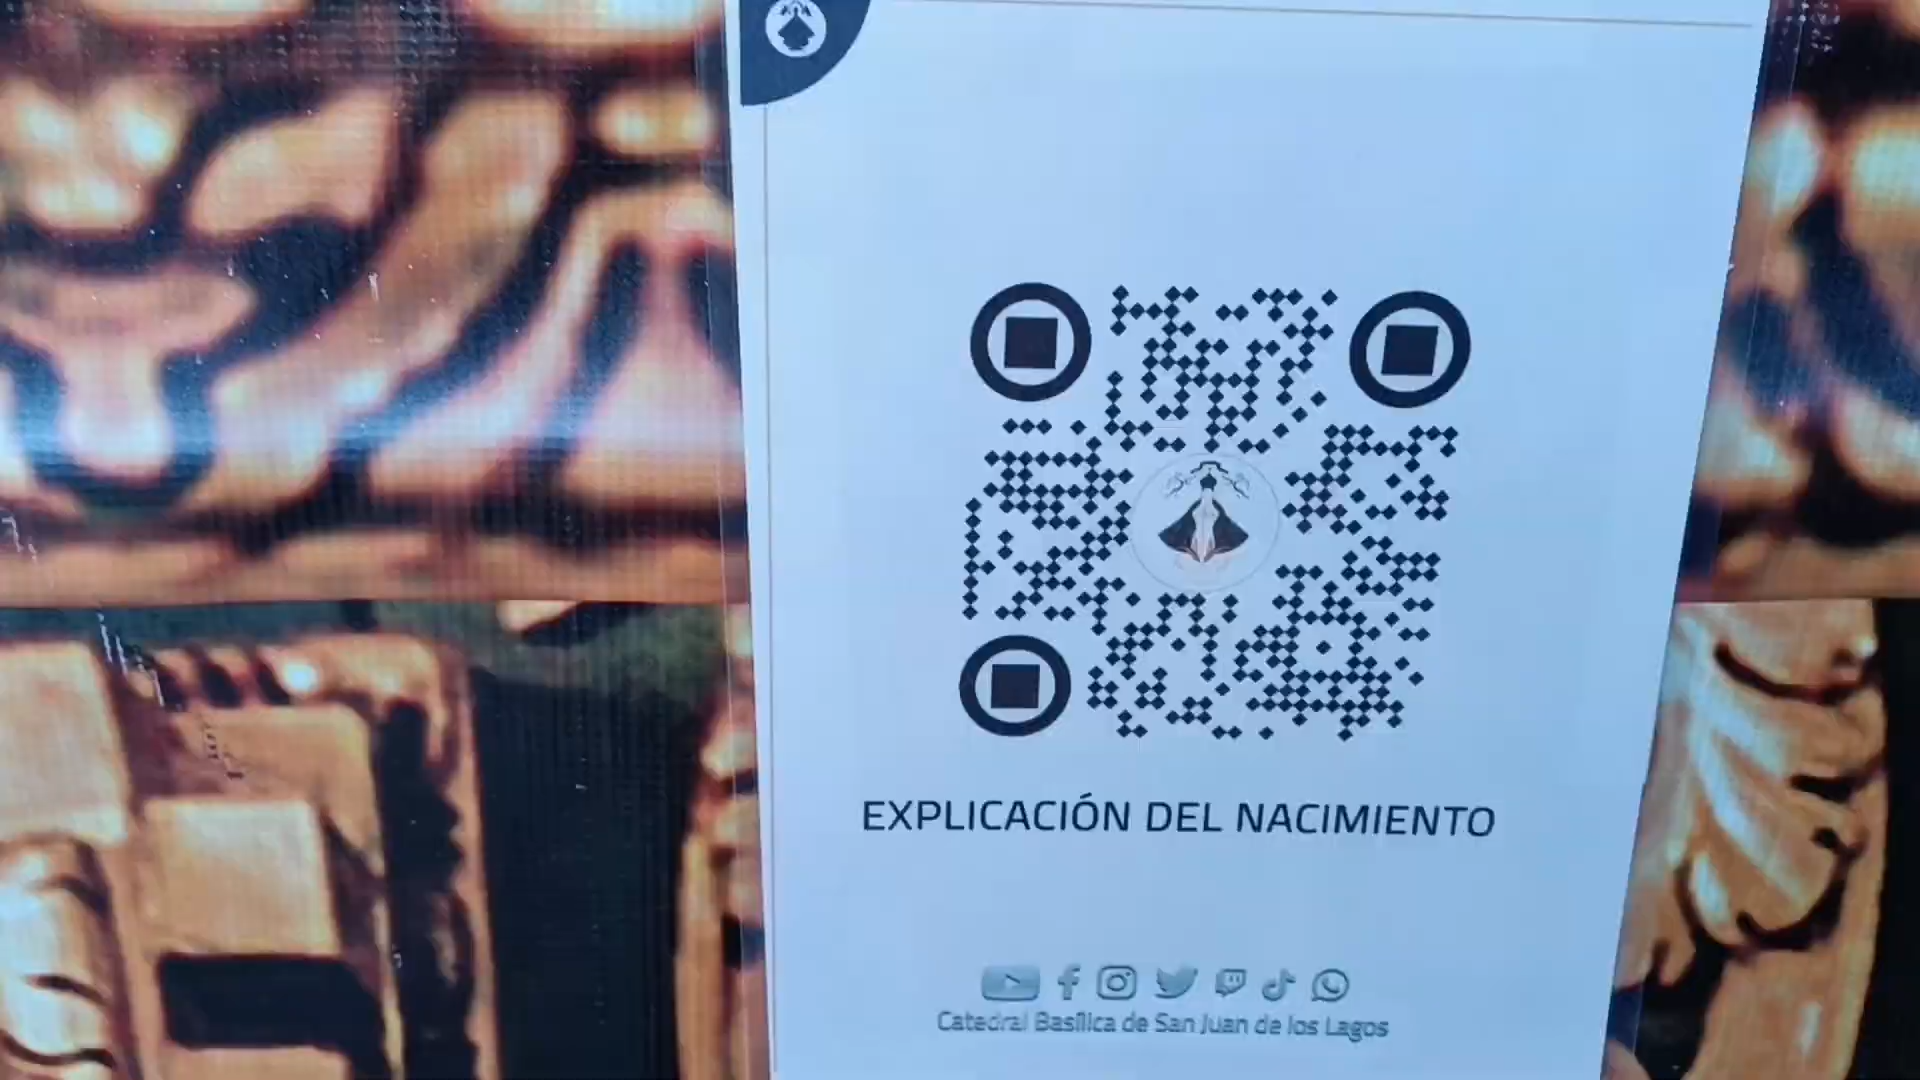 EXPLICACIÓN DEL NACIMIENTO
Catedral Basílica de San Juan de los Lagos